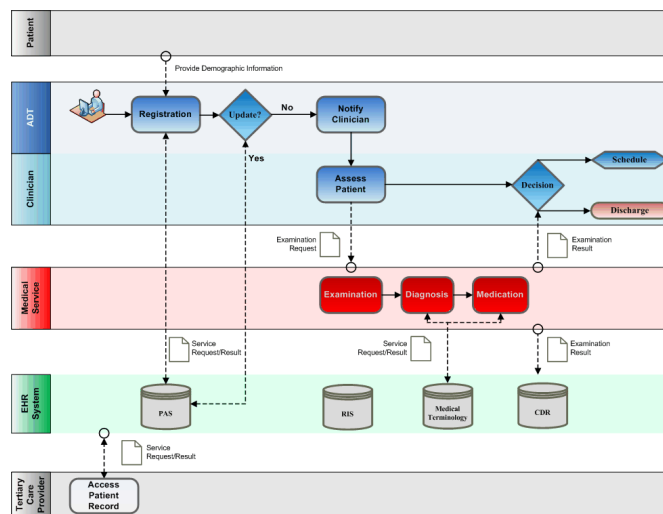 Patient
Provide Demographic Information
ADT
Registration
Update?
No
Yes
Notify
Clinician
Clinician
Assess
Patient
Decision
Schedule
Discharge
Examination
Request
Examination
Result
Medical
Service
Examination
Diagnosis
Medication
Service
Request/Result
Service
Request/Result
Examination
Result
EHR
System
PAS
RIS
Medical
Terminology
CDR
Service
Request/Result
Tertiary
Care
Provider
Access
Patient
Record